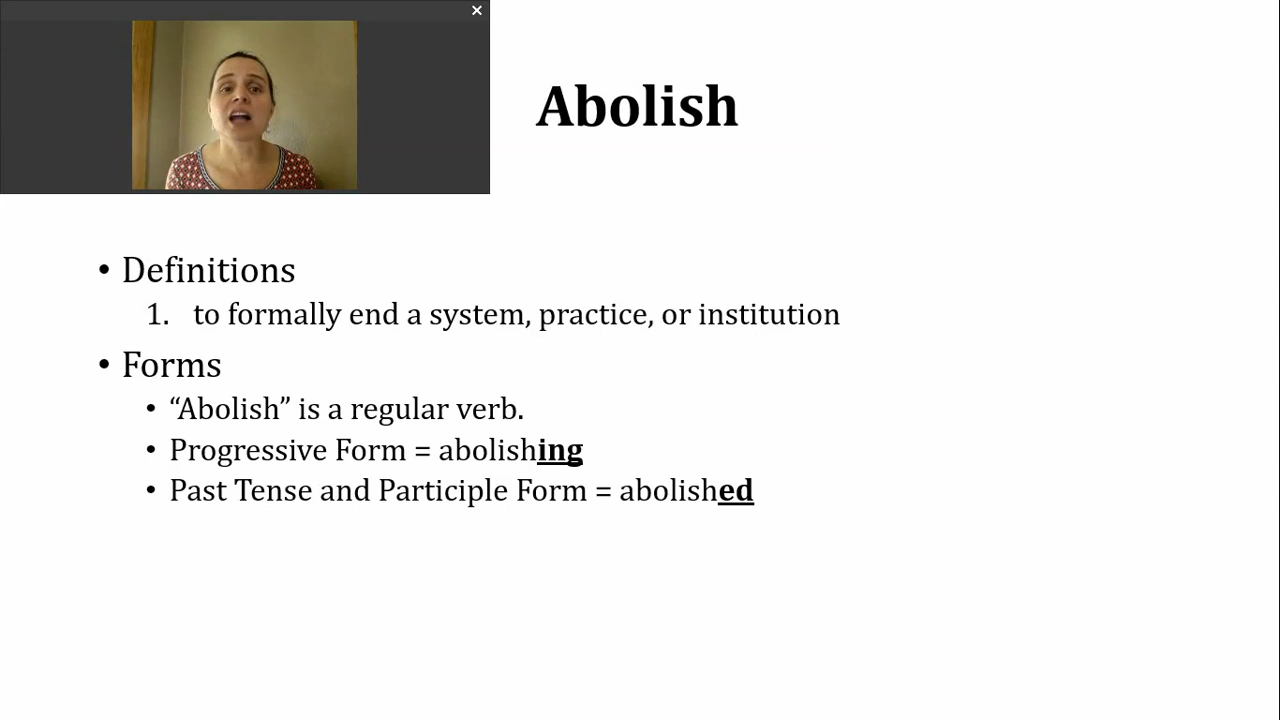 Abolish
• Definitions
1. to formally end a system, practice, or institution
• Forms
• “Abolish” is a regular verb.
• Progressive Form = abolishing
• Past Tense and Participle Form = abolished